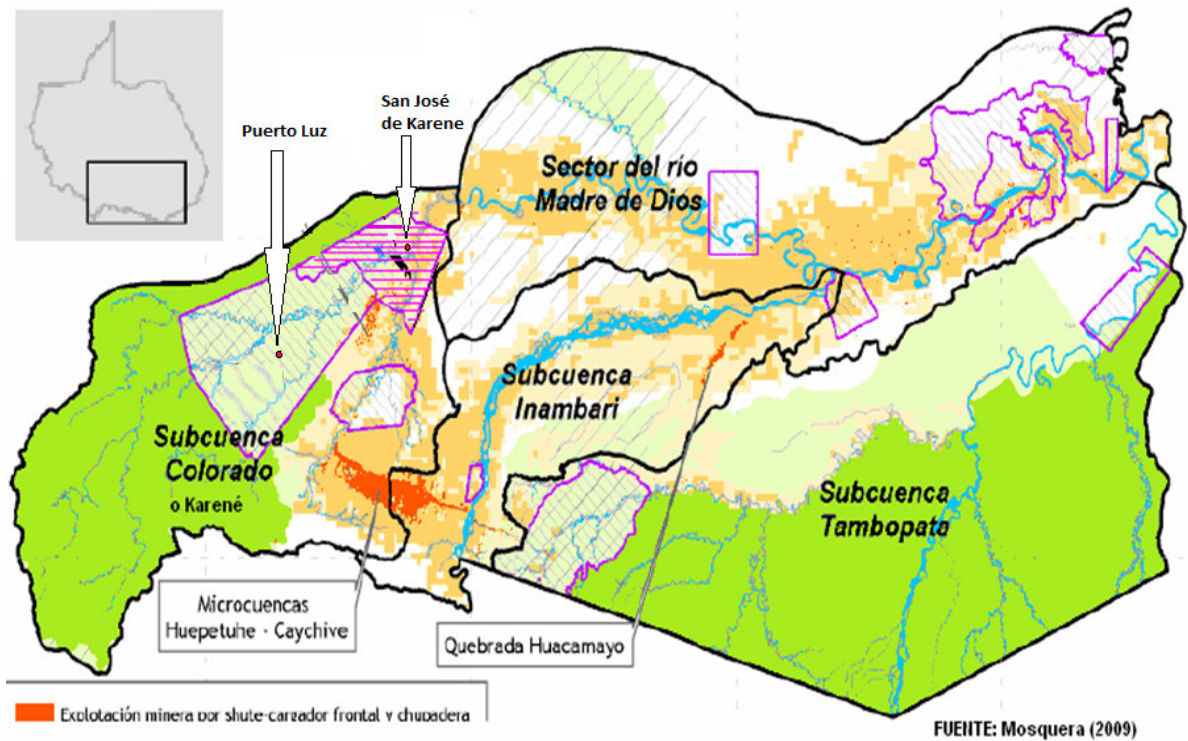 Puerto Luz
San José
de Karene
Sector del río
Madre de Dios
Subcuenca
Inambari
Subcuenca
Colorado
o Karené
Subcuenca
Tambopata
Microcuencas
Huepetuhe - Caychive
Quebrada Huacamayo
Explotación minera por shute-cargador frontal y chupadera
FUENTE: Mosquera (2009)